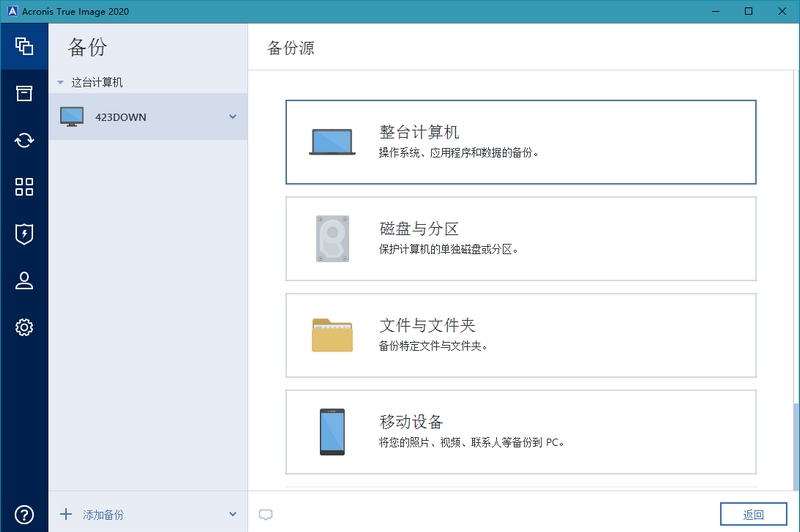 Acronis True Image 2020
备份
备份源
这台计算机
423DOWN
整台计算机
操作系统、应用程序和数据的备份。
磁盘与分区
保护计算机的单独磁盘或分区。
文件与文件夹
备份特定文件与文件夹。
移动设备
将您的照片、视频、联系人等备份到 PC。
添加备份
返回